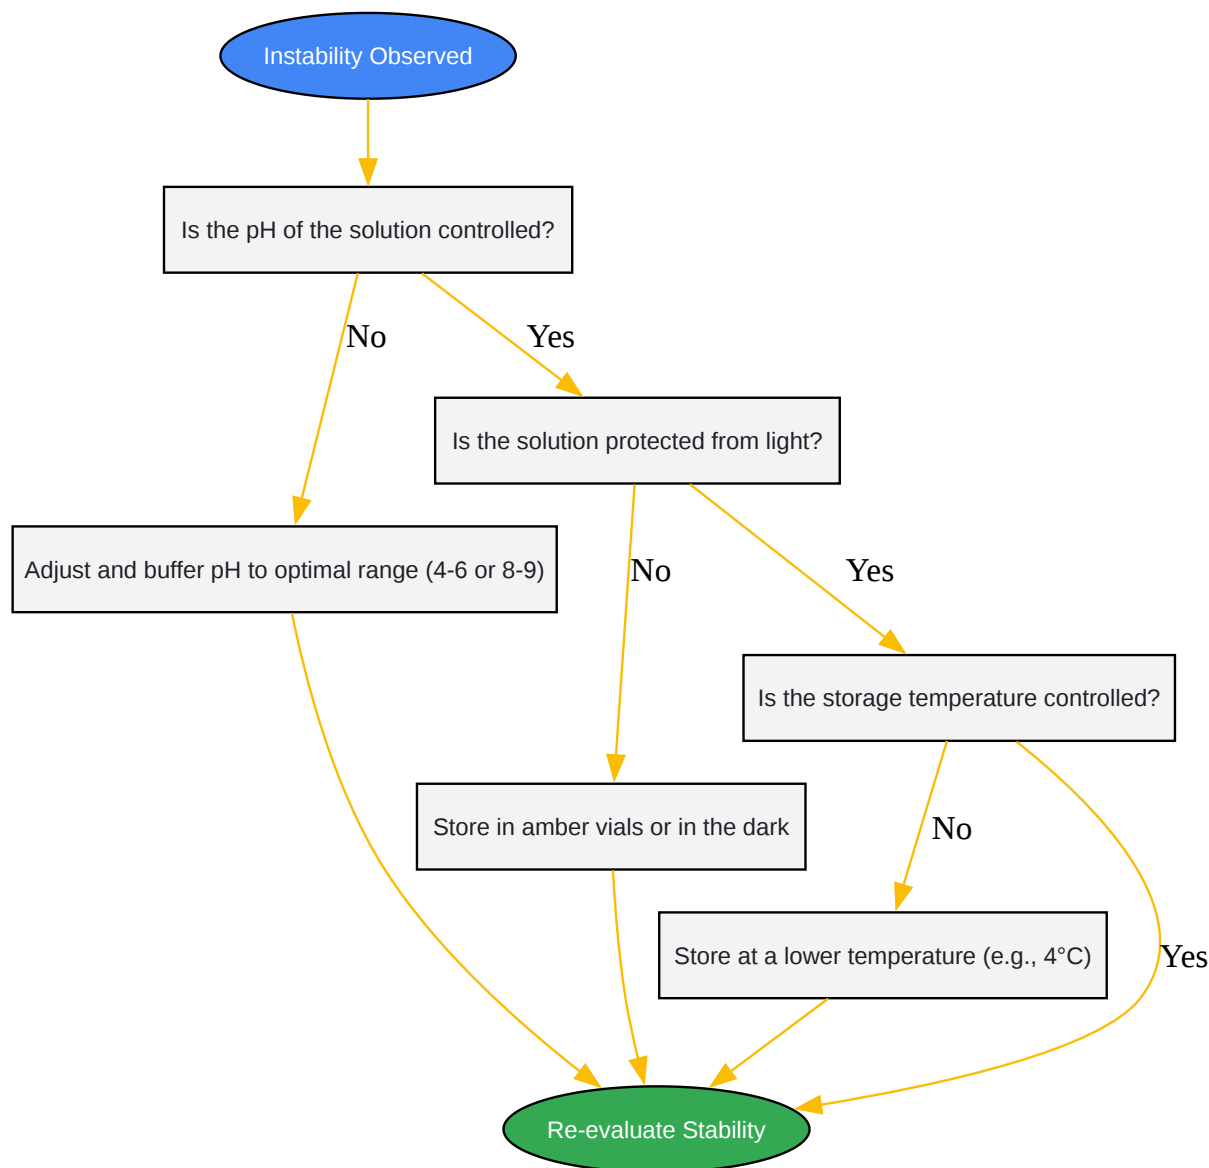 Instability Observed
Is the pH of the solution controlled?
No
Yes
Is the solution protected from light?
Adjust and buffer pH to optimal range (4-6 or 8-9)
No
Yes
Is the storage temperature controlled?
Store in amber vials or in the dark
No
Store at a lower temperature (e.g., 4°C)
Yes
Re-evaluate Stability